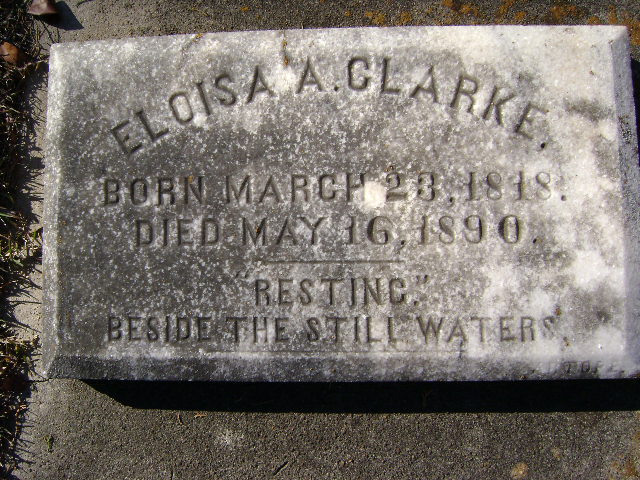 ELOISA A. CLARKE.
BORN MARCH 23, 1818.
DIED MAY 16, 1890.
"RESTING"
BESIDE THE STILL WATERS.